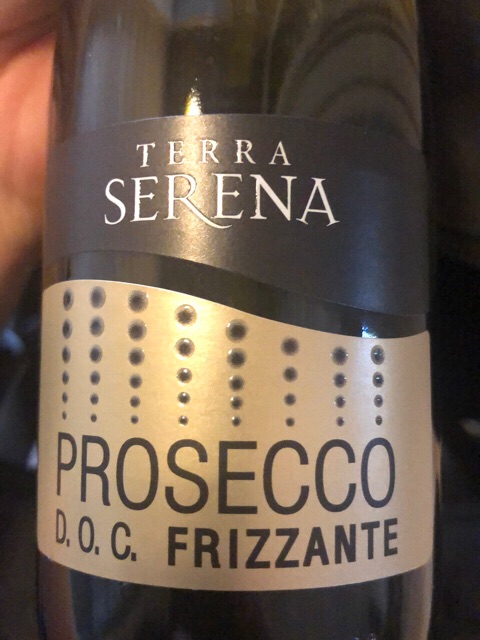 TERRA
SERENA
PROSECCO
D.O.C. FRIZZANTE